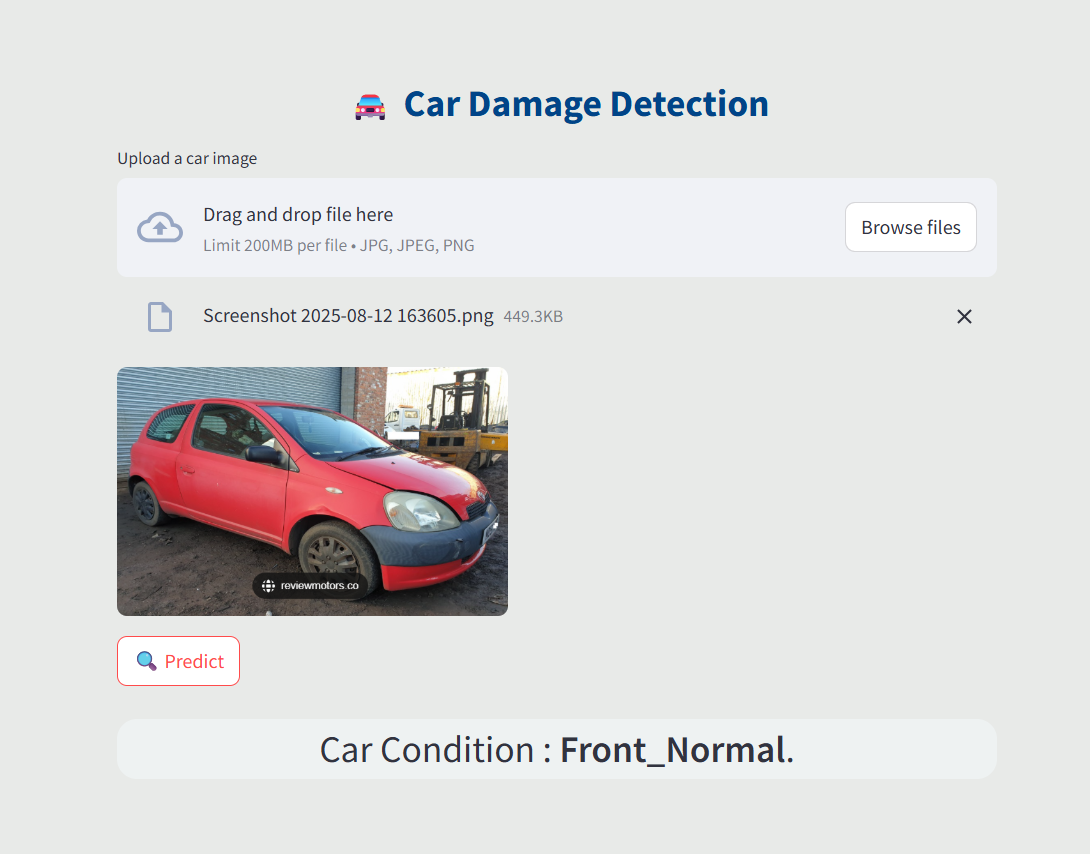 Car Damage Detection
Upload a car image
Drag and drop file here
Limit 200MB per file • JPG, JPEG, PNG
Browse files
Screenshot 2025-08-12 163605.png 449.3KB
reviewmotors.co
Predict
Car Condition : Front_Normal.